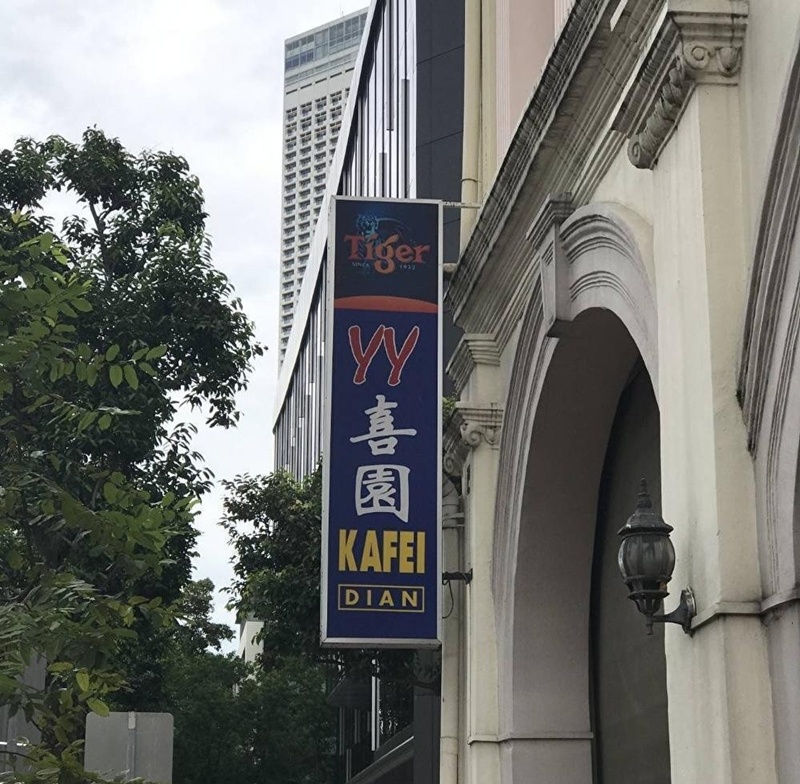 Tiger
SINCE 1932
YY
喜
園
KAFEI
DIAN